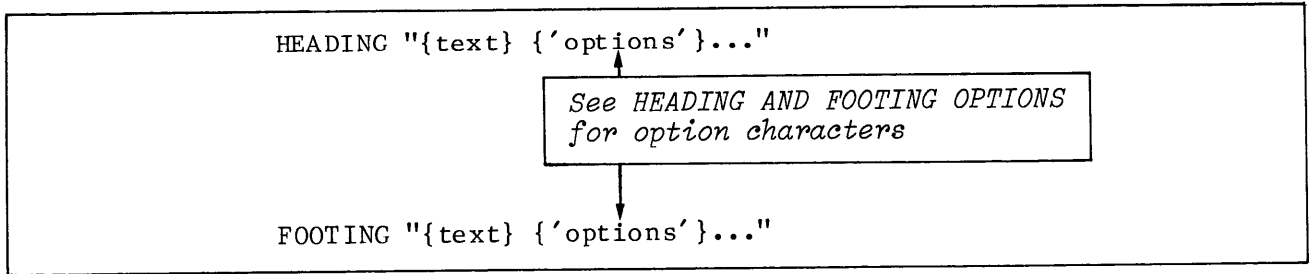 HEADING "{text} {'options'}..."
See HEADING AND FOOTING OPTIONS
for option characters
FOOTING "{text} {'options'}..."